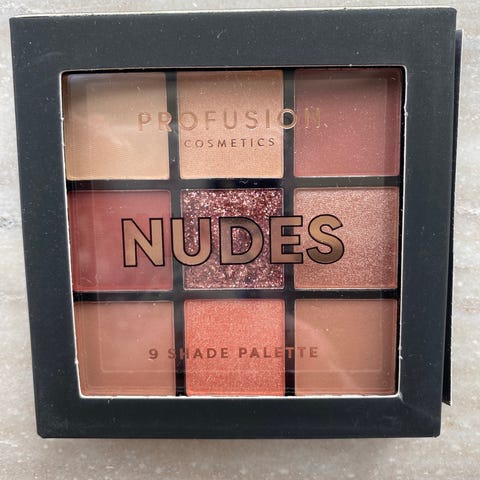 PROFUSION
COSMETICS
NUDES
9 SHADE PALETTE